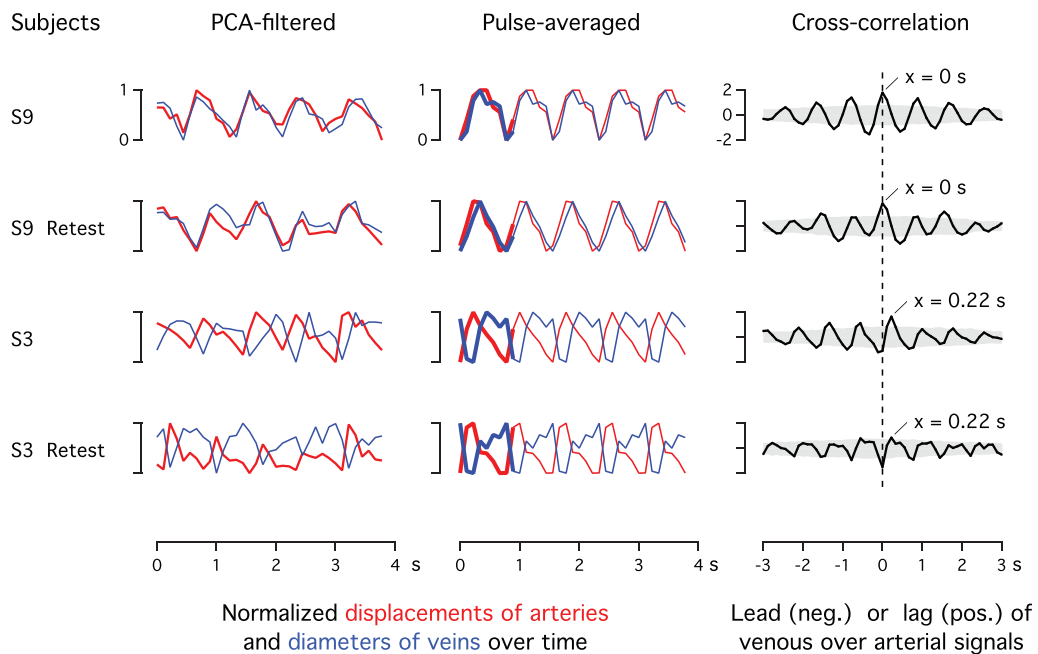 Subjects PCA-filtered Pulse-averaged Cross-correlation
x = 0 s
1 1 2
S9 0
0 0 -2
x = 0 s
S9 Retest
x = 0.22 s
S3
x = 0.22 s
S3 Retest
0 1 2 3 4 s 0 1 2 3 4 s -3 -2 -1 0 1 2 3 s
Normalized displacements of arteries
and diameters of veins over time
Lead (neg.) or lag (pos.) of
venous over arterial signals